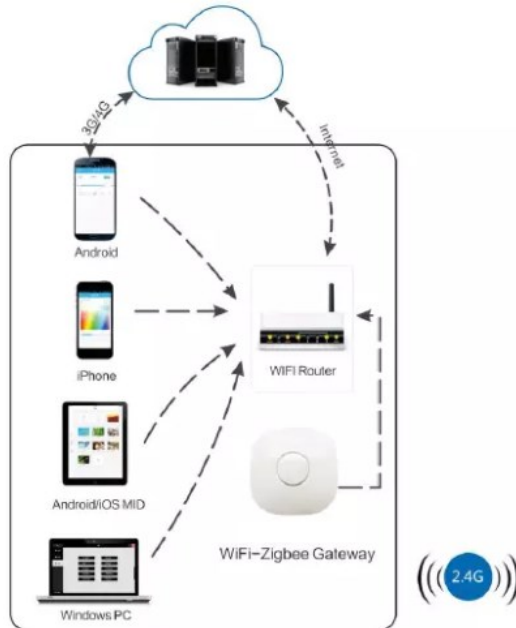 3G/4G
Internet
Android
iPhone
WIFI Router
Android/iOS MID
WiFi-Zigbee Gateway
2.4G
Windows PC